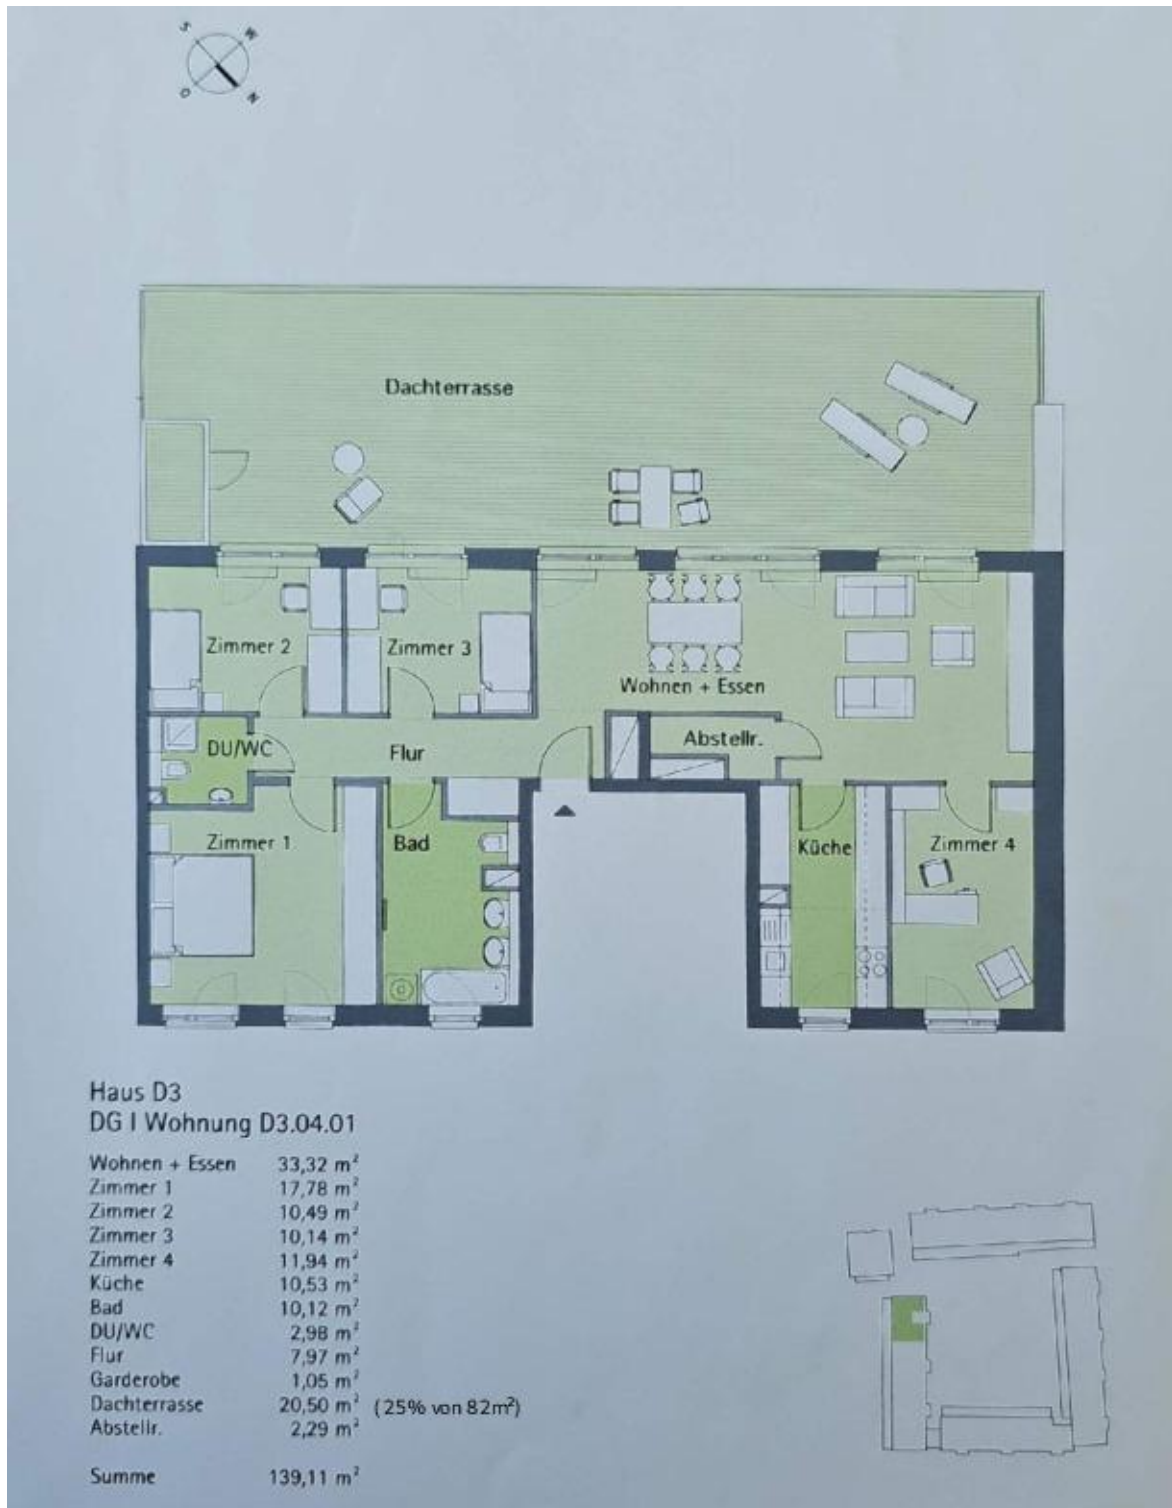 S W
O N
Dachterrasse
Zimmer 2
Zimmer 3
Wohnen + Essen
DU/WC
Flur
Abstellr.
Zimmer 1
Bad
Küche
Zimmer 4
Haus D3
DG I Wohnung D3.04.01
Wohnen + Essen 33,32 m²
Zimmer 1 17,78 m²
Zimmer 2 10,49 m²
Zimmer 3 10,14 m²
Zimmer 4 11,94 m²
Küche 10,53 m²
Bad 10,12 m²
DU/WC 2,98 m²
Flur 7,97 m²
Garderobe 1,05 m²
Dachterrasse 20,50 m² (25% von 82m²)
Abstellr. 2,29 m²
Summe 139,11 m²